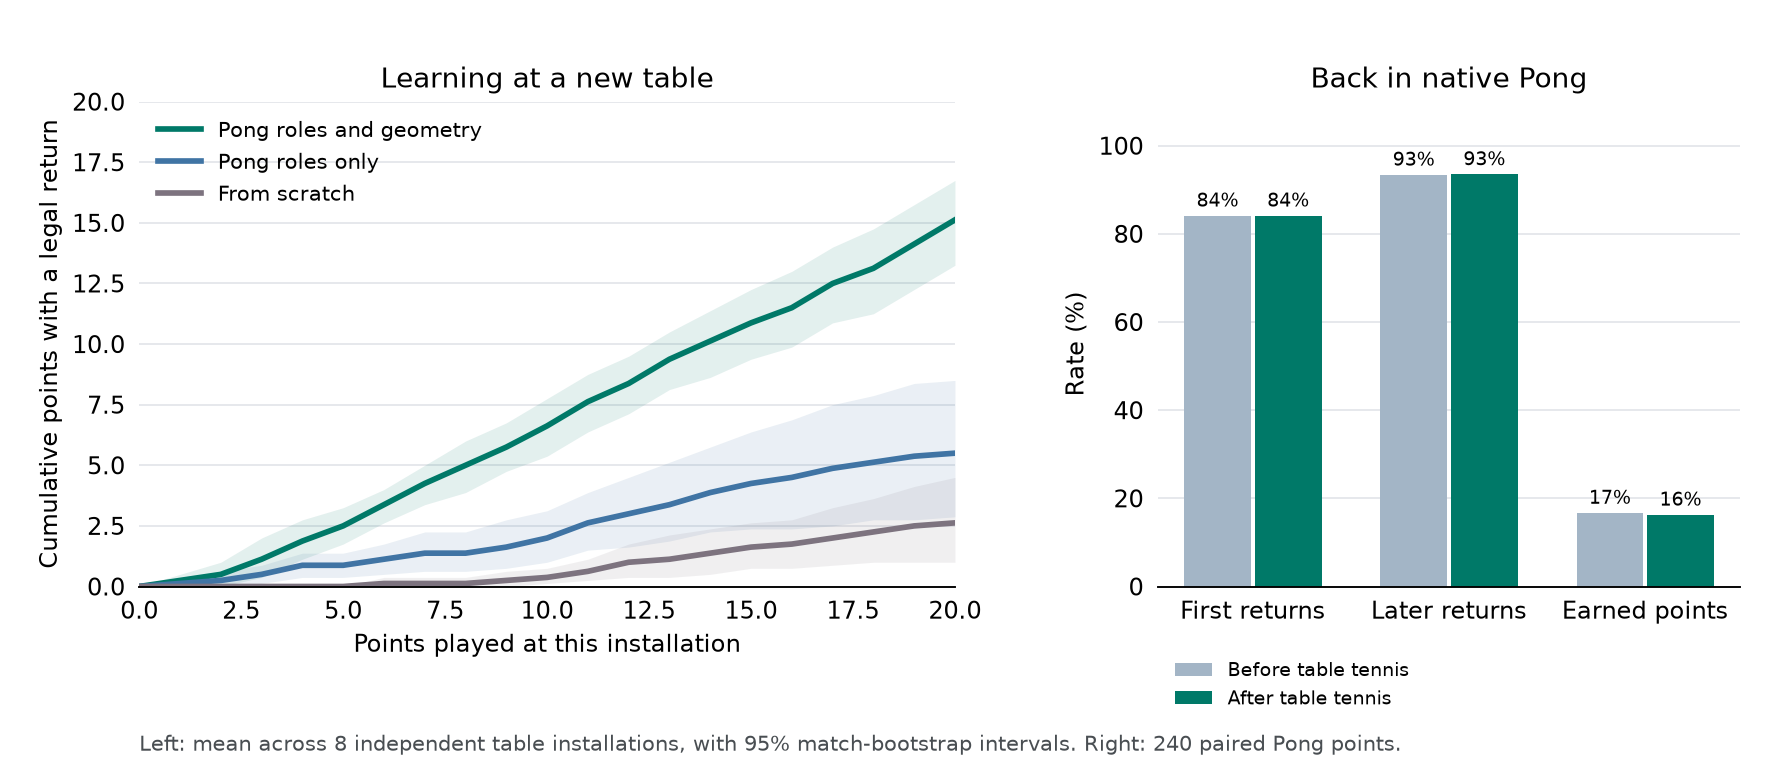 Learning at a new table
Cumulative points with a legal return
20.0
17.5
15.0
12.5
10.0
7.5
5.0
2.5
0.0
Pong roles and geometry
Pong roles only
From scratch
0.0 2.5 5.0 7.5 10.0 12.5 15.0 17.5 20.0
Points played at this installation
Back in native Pong
Rate (%)
100
80
60
40
20
0
84% 84% 93% 93% 17% 16%
First returns Later returns Earned points
Before table tennis
After table tennis
Left: mean across 8 independent table installations, with 95% match-bootstrap intervals. Right: 240 paired Pong points.